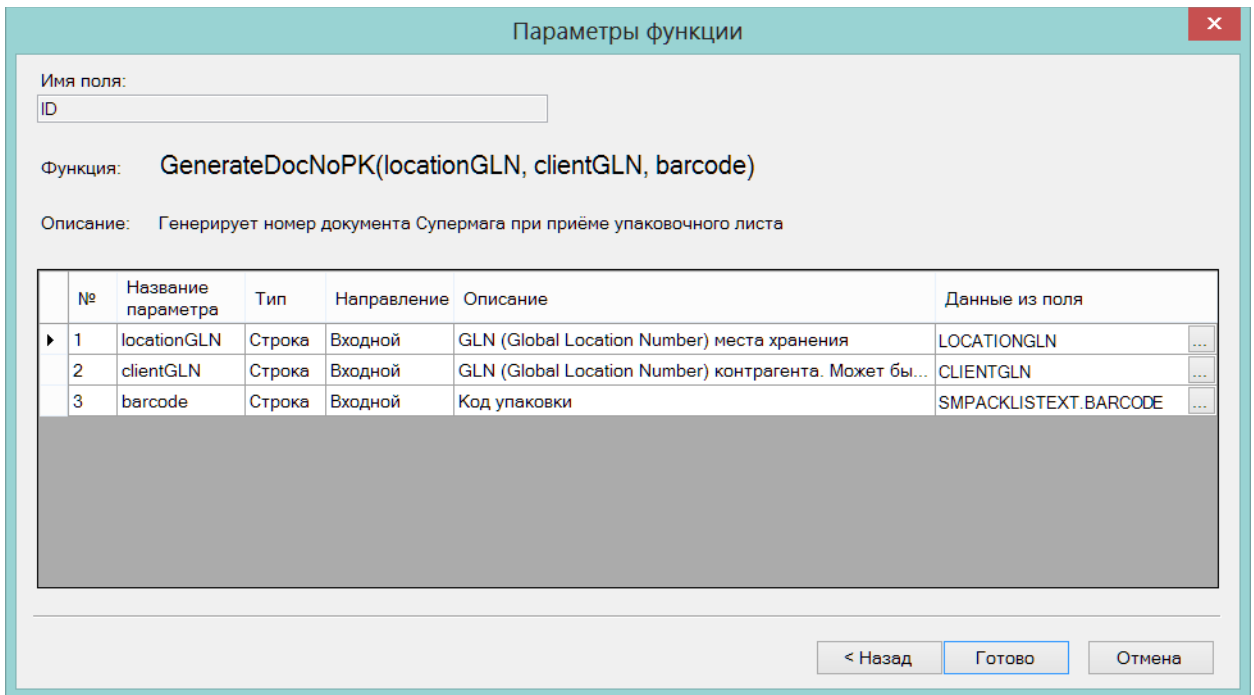 Параметры функции
Имя поля:
ID
Функция: GenerateDocNoPK(locationGLN, clientGLN, barcode)
Описание: Генерирует номер документа Супермага при приёме упаковочного листа
№ Название параметра Тип Направление Описание Данные из поля
1 locationGLN Строка Входной GLN (Global Location Number) места хранения LOCATIONGLN ...
2 clientGLN Строка Входной GLN (Global Location Number) контрагента. Может бы... CLIENTGLN ...
3 barcode Строка Входной Код упаковки SMPACKLISTEXT.BARCODE ...
< Назад Готово Отмена